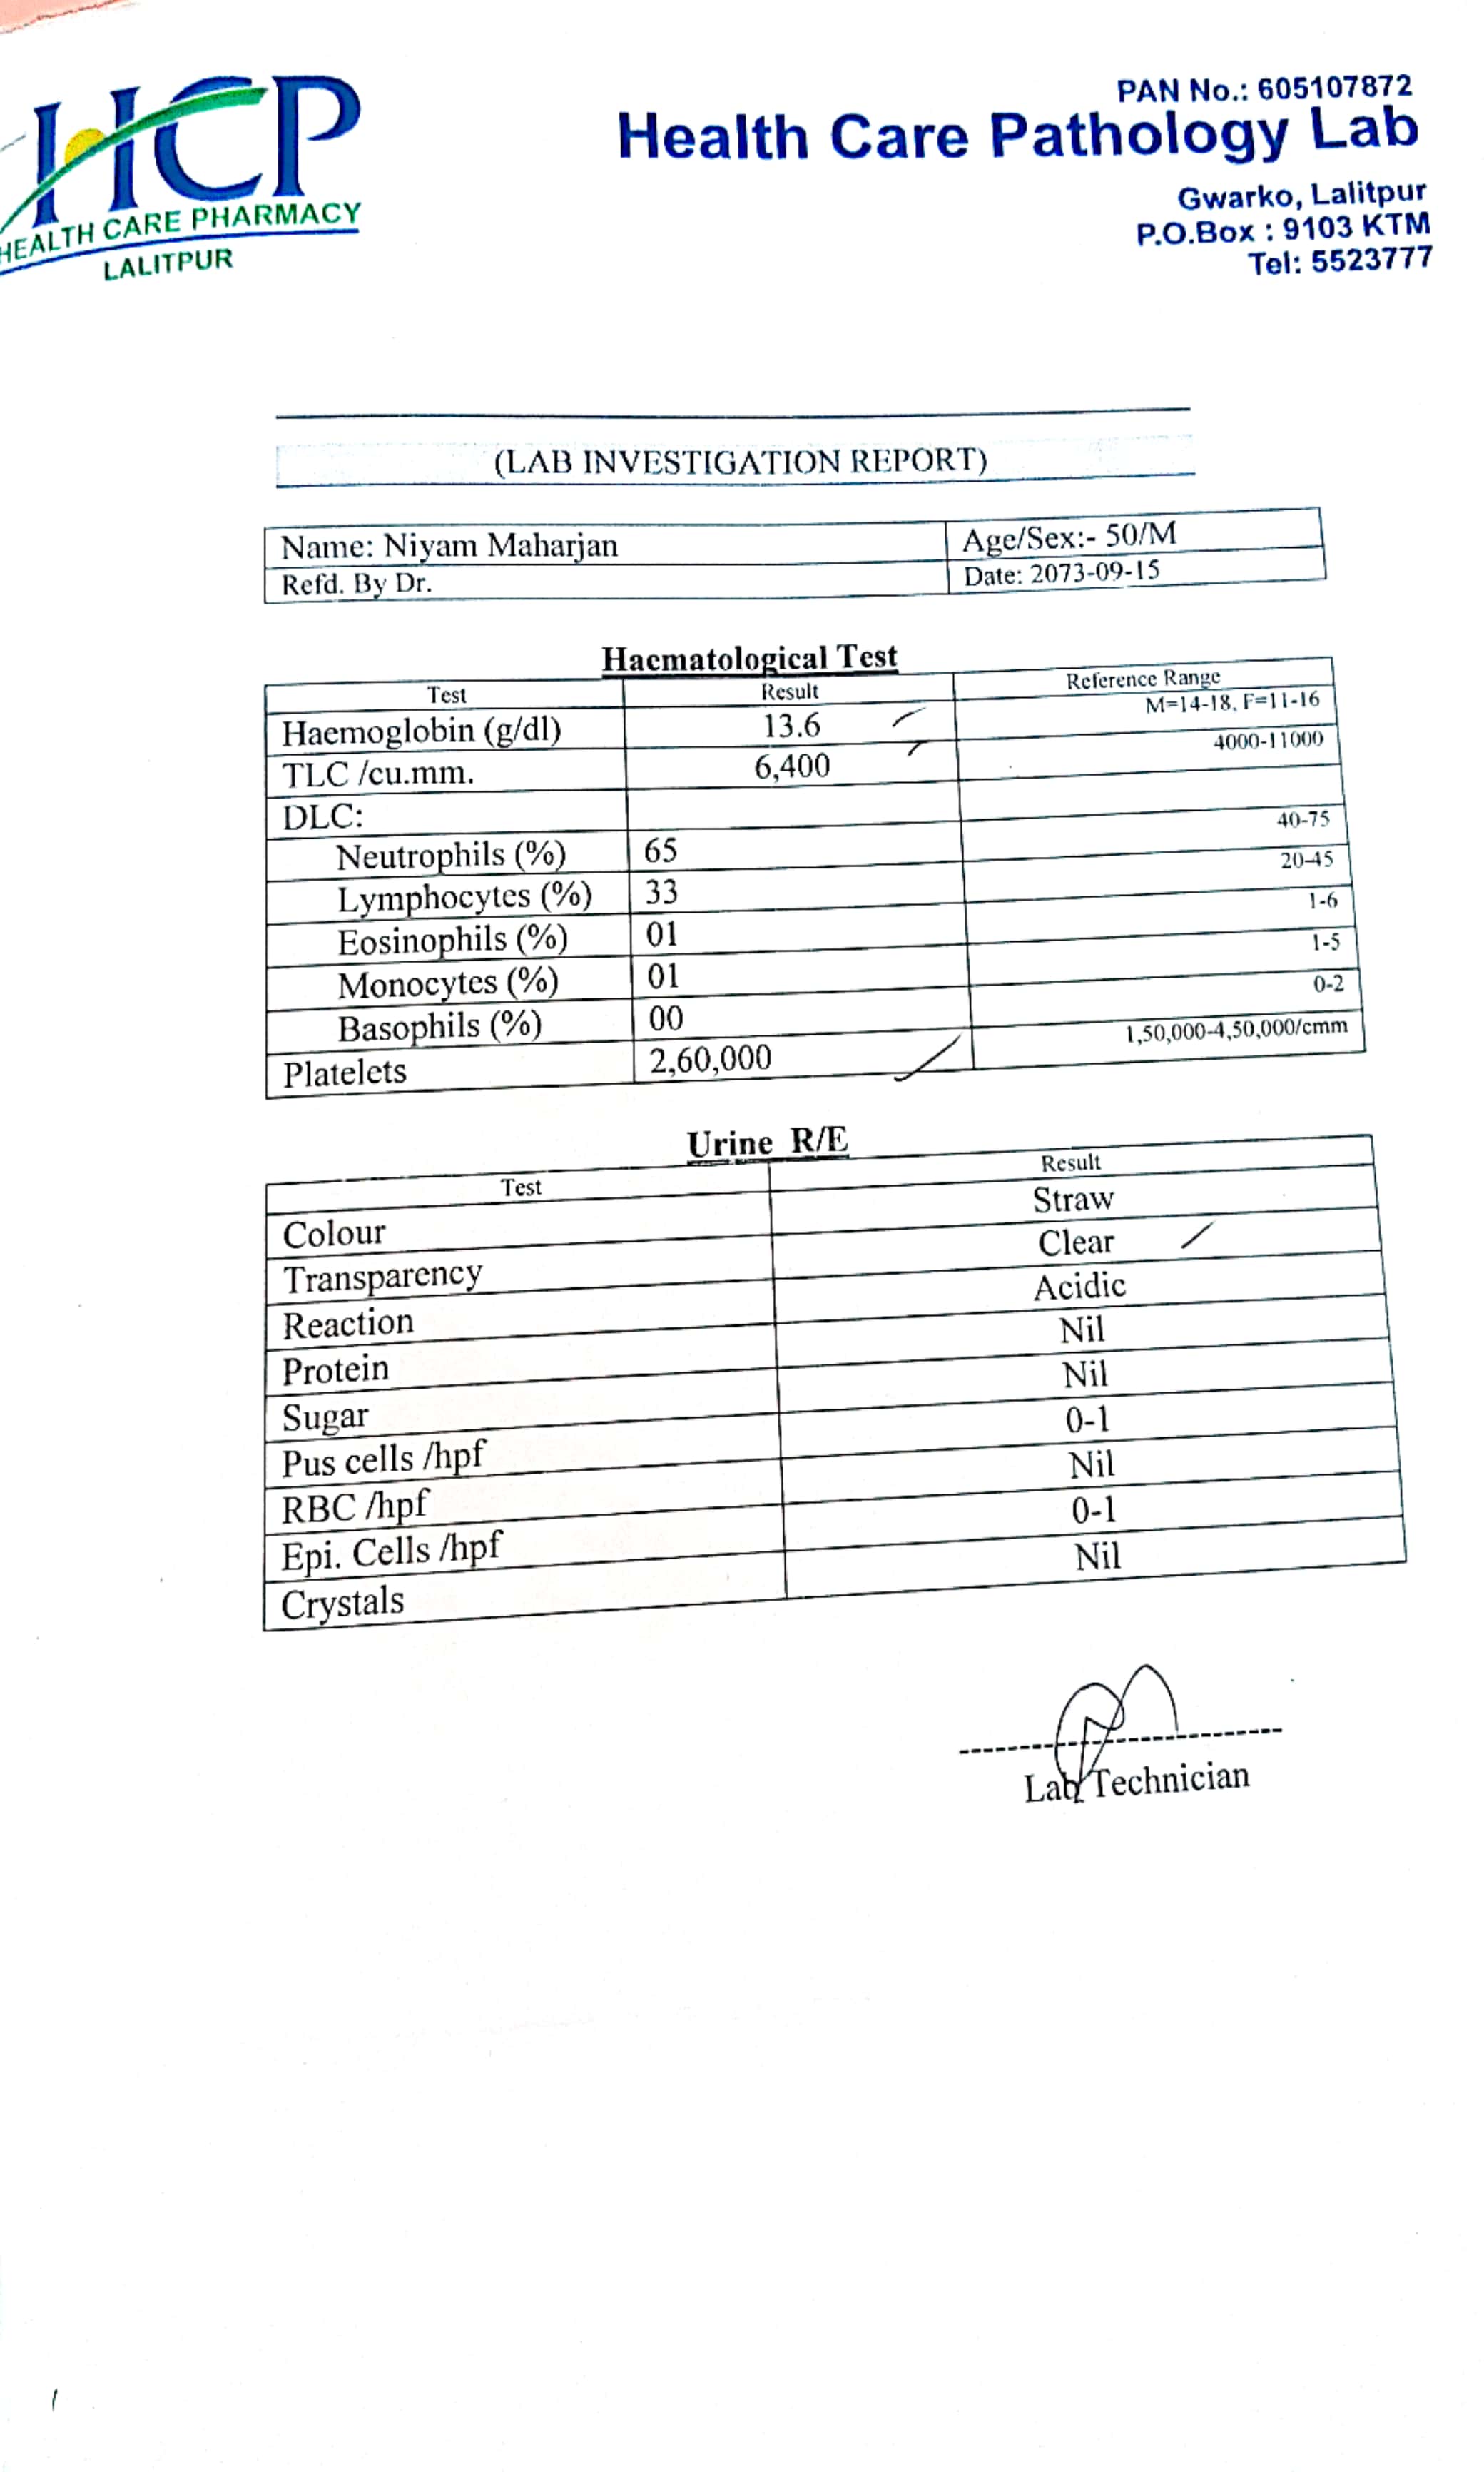 HCP
HEALTH CARE PHARMACY
LALITPUR
PAN No.: 605107872
Health Care Pathology Lab
Gwarko, Lalitpur
P.O.Box : 9103 KTM
Tel: 5523777
(LAB INVESTIGATION REPORT)
Name: Niyam Maharjan Age/Sex:- 50/M
Refd. By Dr. Date: 2073-09-15
Haematological Test
Test Result Reference Range
Haemoglobin (g/dl) 13.6 M=14-18, F=11-16
TLC /cu.mm. 6,400 4000-11000
DLC:
Neutrophils (%) 65 40-75
Lymphocytes (%) 33 20-45
Eosinophils (%) 01 1-6
Monocytes (%) 01 1-5
Basophils (%) 00 0-2
Platelets 2,60,000 1,50,000-4,50,000/cmm
Urine R/E
Test Result
Colour Straw
Transparency Clear
Reaction Acidic
Protein Nil
Sugar Nil
Pus cells /hpf 0-1
RBC /hpf Nil
Epi. Cells /hpf 0-1
Crystals Nil
Lab Technician